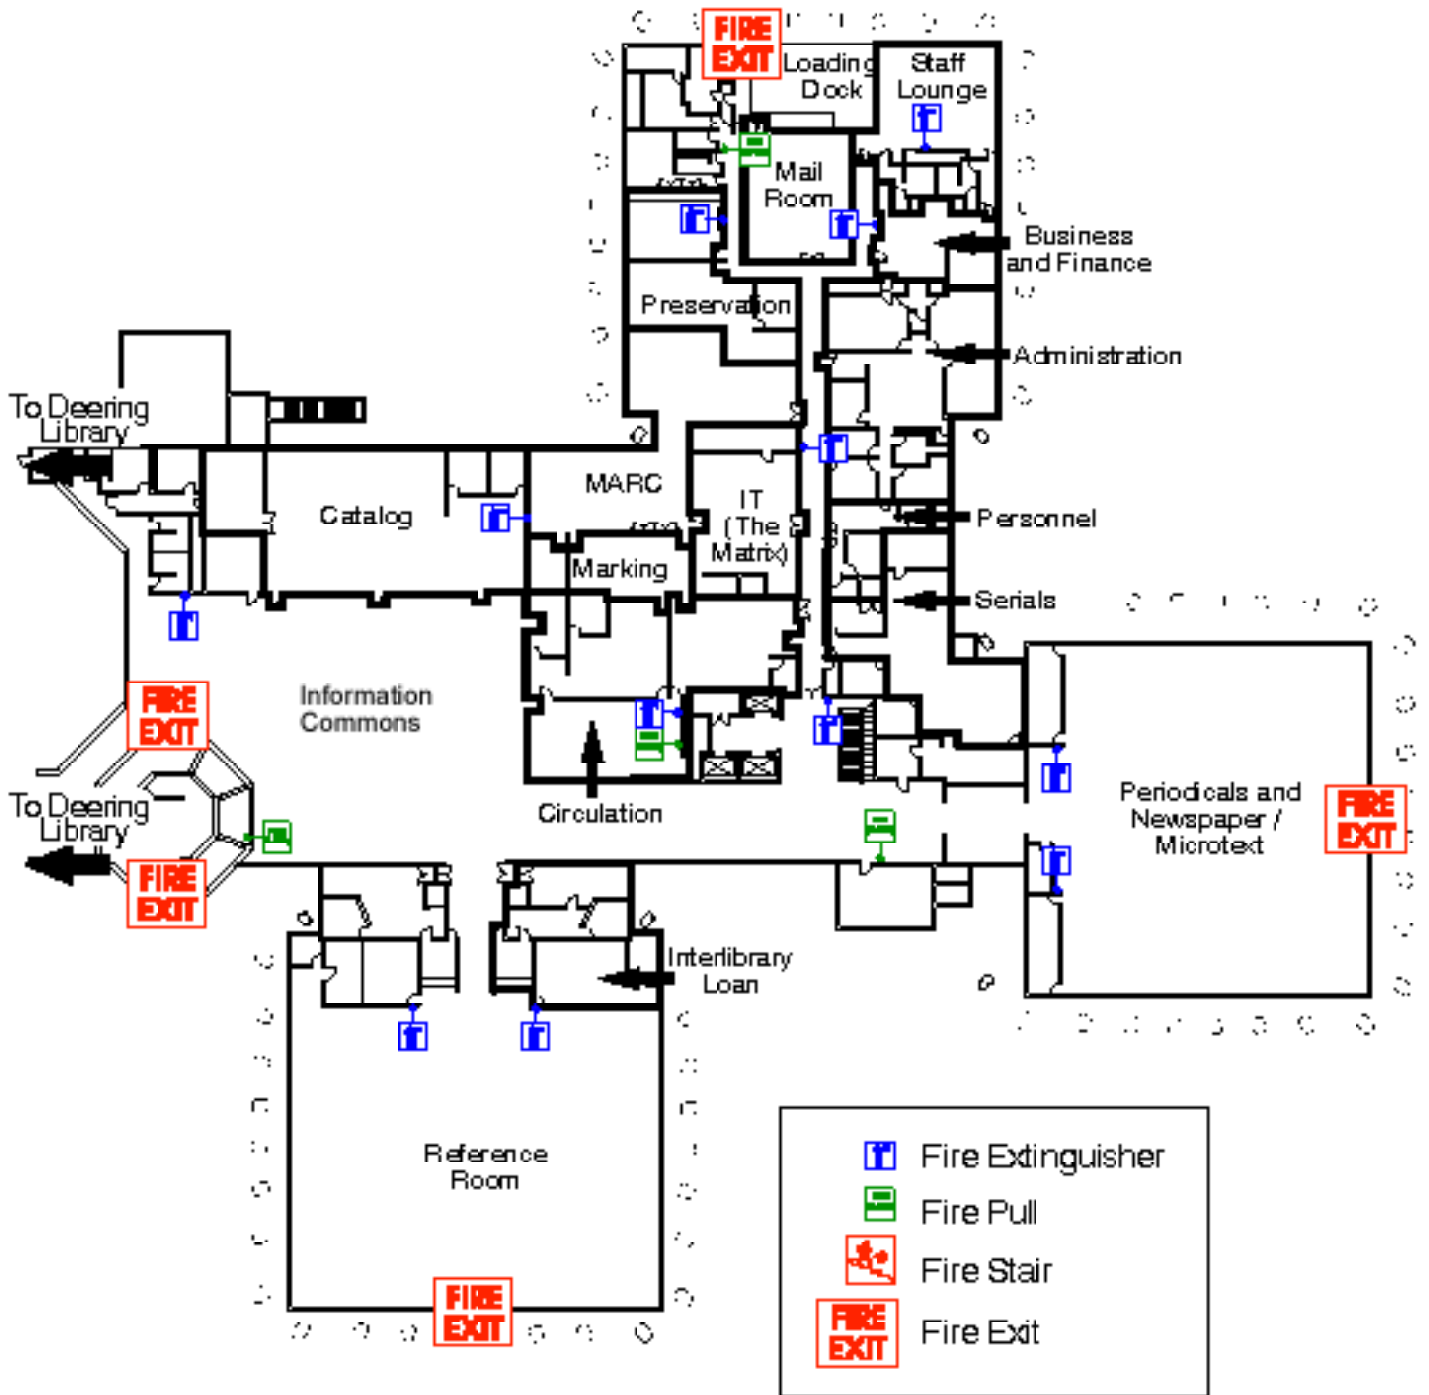 FIRE
EXIT
Loading
Dock
Staff
Lounge
Mail
Room
Business
and Finance
Preservation
Administration
To Deering
Library
MARC
Catalog
IT
(The
Matrix)
Personnel
Marking
Serials
Information
Commons
FIRE
EXIT
Circulation
To Deering
Library
Periodicals and
Newspaper /
Microtext
FIRE
EXIT
FIRE
EXIT
Interlibrary
Loan
Reference
Room
FIRE
EXIT
Fire Extinguisher
Fire Pull
Fire Stair
FIRE
EXIT
Fire Exit